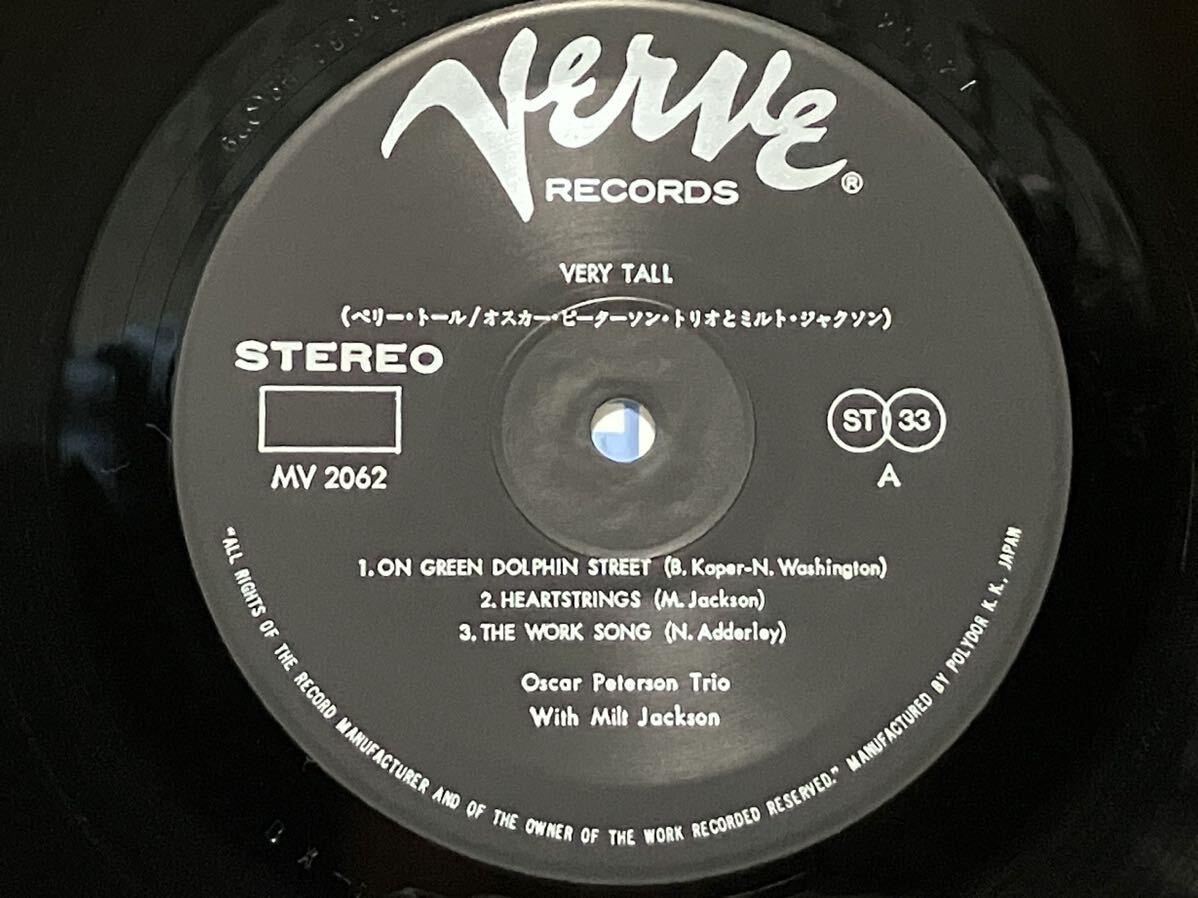 Verve
RECORDS ®
VERY TALL
(ベリー・トール/オスカー・ピーターソン・トリオとミルト・ジャクソン)
STEREO
MV 2062
ST 33
A
1. ON GREEN DOLPHIN STREET (B. Kaper-N. Washington)
2. HEARTSTRINGS (M. Jackson)
3. THE WORK SONG (N. Adderley)
Oscar Peterson Trio
With Milt Jackson
"ALL RIGHTS OF THE RECORD MANUFACTURER AND OF THE OWNER OF THE WORK RECORDED RESERVED." MANUFACTURED BY POLYDOR K. K., JAPAN